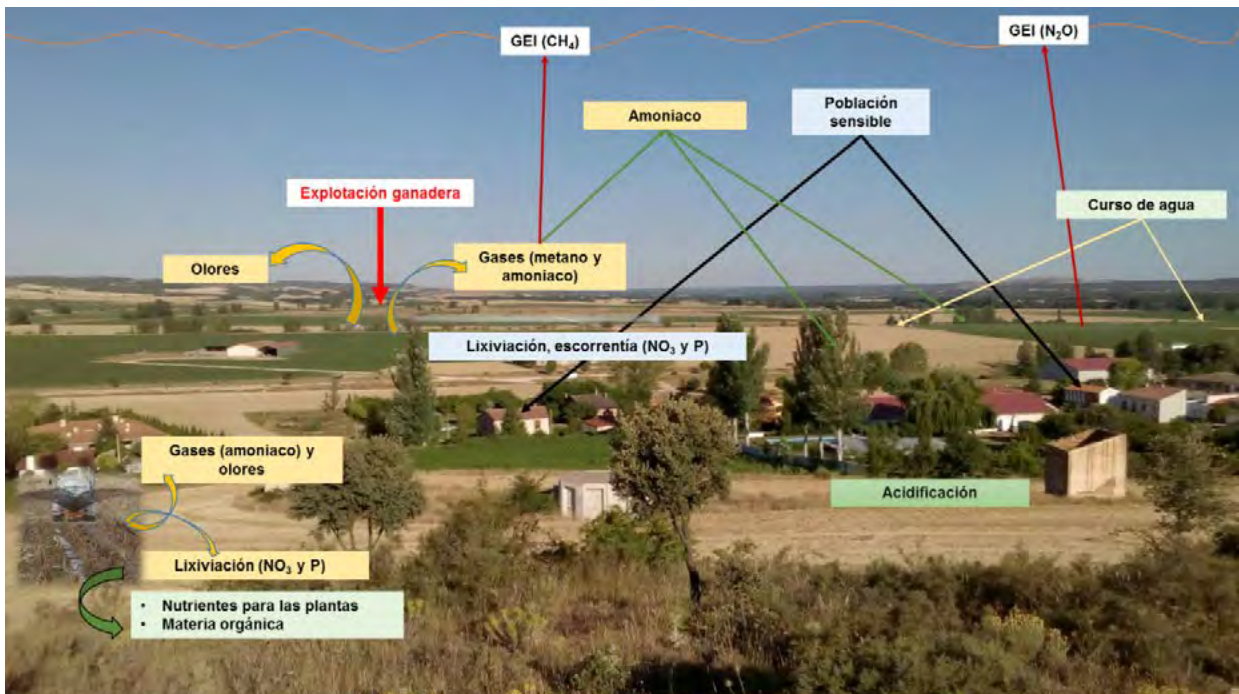 GEI (CH₄)
GEI (N₂O)
Amoniaco
Población
sensible
Explotación ganadera
Curso de agua
Olores
Gases (metano y
amoniaco)
Lixiviación, escorrentía (NO₃ y P)
Gases (amoniaco) y
olores
Acidificación
Lixiviación (NO₃ y P)
• Nutrientes para las plantas
• Materia orgánica